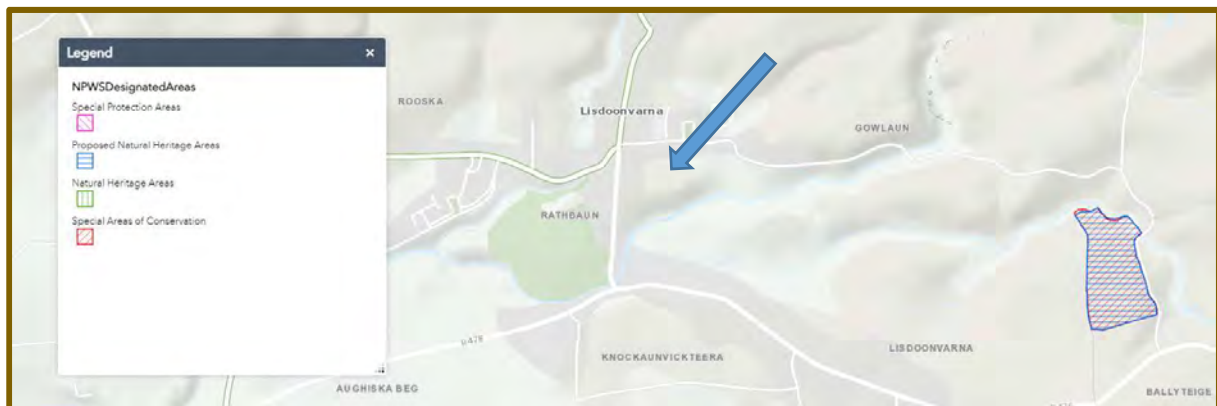 Legend ×
NPWSDesignatedAreas
Special Protection Areas
Proposed Natural Heritage Areas
Natural Heritage Areas
Special Areas of Conservation
ROOSKA
Lisdoonvarna
GOWLAUN
RATHBAUN
KNOCKAUNVICKTEERA
LISDOONVARNA
AUGHISKA BEG
BALLYTEIGE